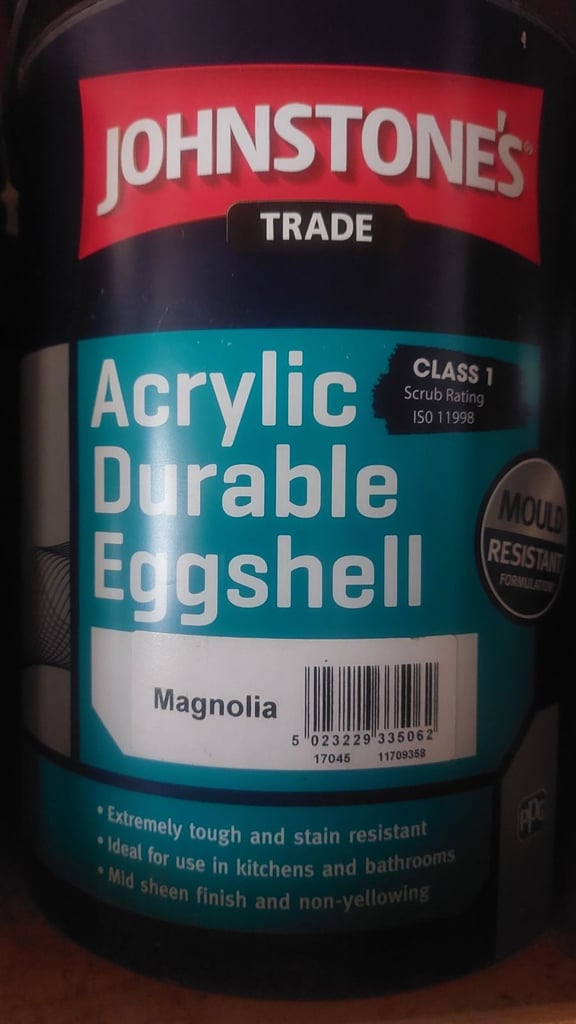 JOHNSTONE'S®
TRADE
Acrylic
Durable
Eggshell
CLASS 1
Scrub Rating
ISO 11998
MOULD
RESISTANT
FORMULATION
Magnolia
5 023229 335062
17045 11709358
• Extremely tough and stain resistant
• Ideal for use in kitchens and bathrooms
• Mid sheen finish and non-yellowing
PPG